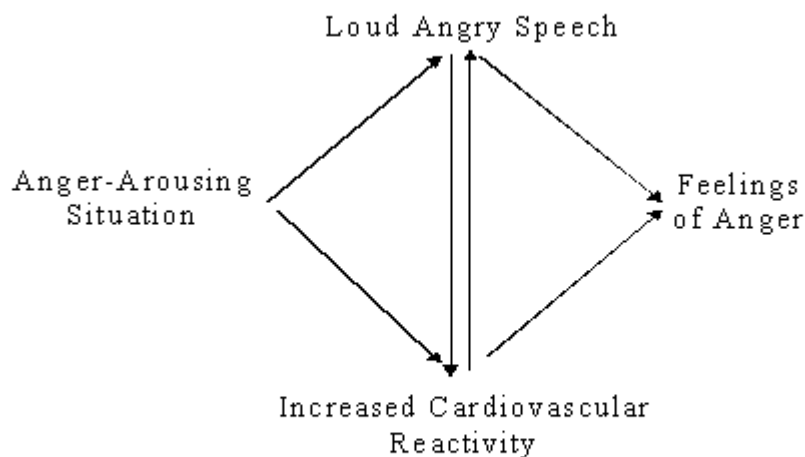 Loud Angry Speech
Anger-Arousing
Situation
Feelings
of Anger
Increased Cardiovascular
Reactivity